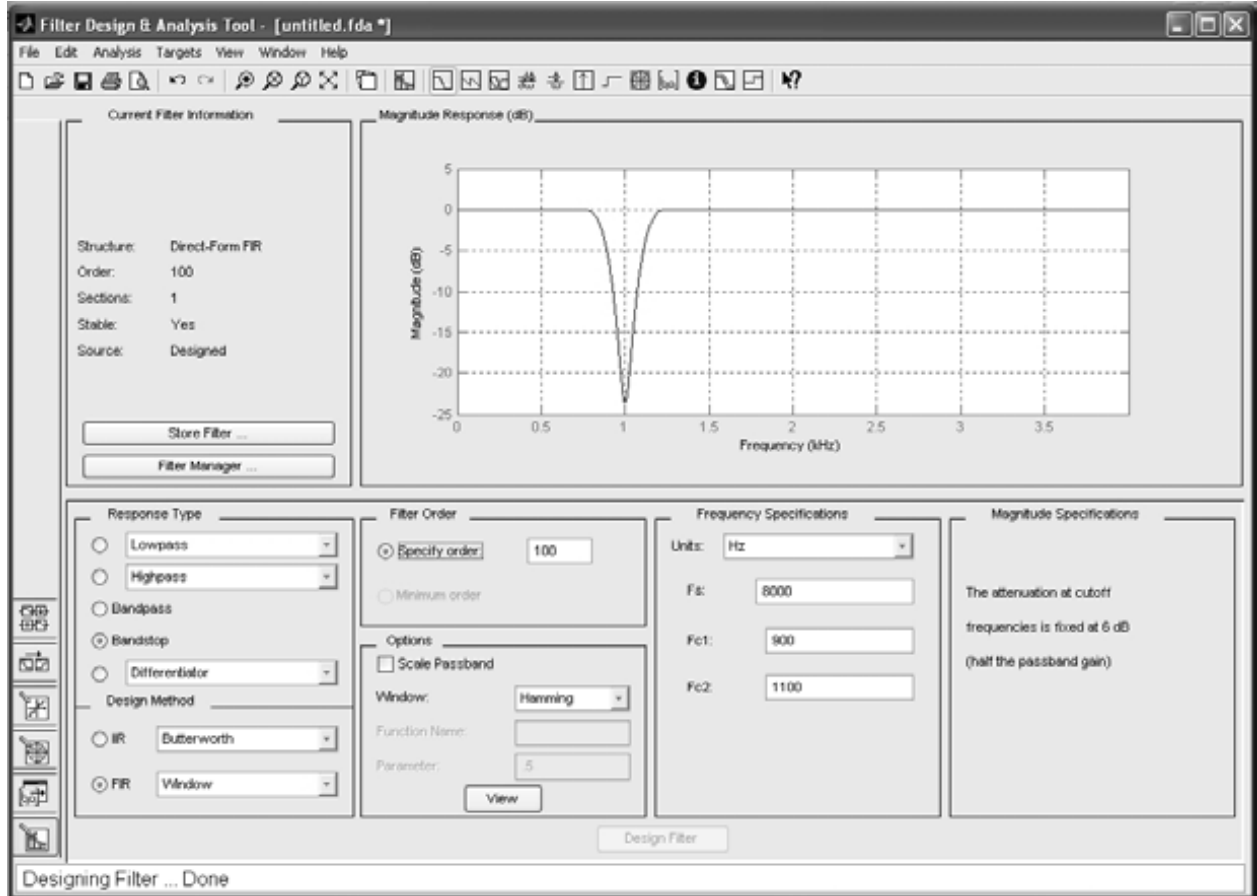 Filter Design & Analysis Tool - [untitled.fda *]
File Edit Analysis Targets View Window Help
Current Filter Information
Structure: Direct-Form FIR
Order: 100
Sections: 1
Stable: Yes
Source: Designed
Store Filter ...
Filter Manager ...
Magnitude Response (dB)
Magnitude (dB)
5
0
-5
-10
-15
-20
-25
0 0.5 1 1.5 2 2.5 3 3.5
Frequency (kHz)
Response Type
Lowpass
Highpass
Bandpass
Bandstop
Differentiator
Design Method
IIR Butterworth
FIR Window
Filter Order
Specify order: 100
Minimum order
Options
Scale Passband
Window: Hamming
Function Name:
Parameter: .5
View
Frequency Specifications
Units: Hz
Fs: 8000
Fc1: 900
Fc2: 1100
Magnitude Specifications
The attenuation at cutoff
frequencies is fixed at 6 dB
(half the passband gain)
Design Filter
Designing Filter ... Done